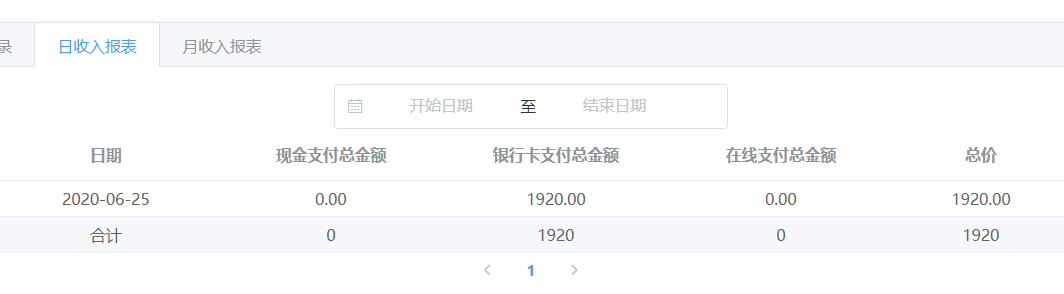 录 日收入报表 月收入报表
开始日期 至 结束日期
日期 现金支付总金额 银行卡支付总金额 在线支付总金额 总价
2020-06-25 0.00 1920.00 0.00 1920.00
合计 0 1920 0 1920
1